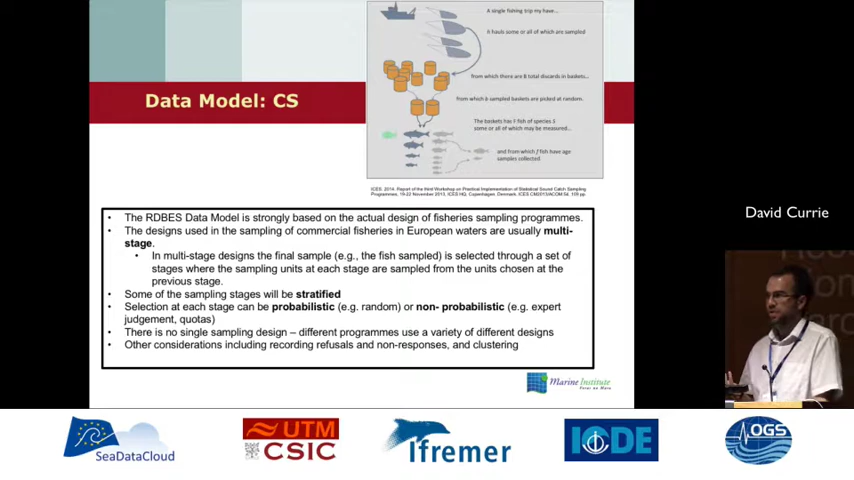 A single fishing trip my have...
h hauls some or all of which are sampled
from which there are B total discards in baskets...
from which b sampled baskets are picked at random.
The baskets has F fish of species S
some or all of which may be measured...
and from which f fish have age
samples collected
Data Model: CS
ICES. 2014. Report of the third Workshop on Practical Implementation of Statistical Sound Catch Sampling
Programmes, 19-22 November 2013, ICES HQ, Copenhagen, Denmark. ICES CM2013/ACOM:54. 109 pp.
• The RDBES Data Model is strongly based on the actual design of fisheries sampling programmes.
• The designs used in the sampling of commercial fisheries in European waters are usually multi-
stage.
• In multi-stage designs the final sample (e.g., the fish sampled) is selected through a set of
stages where the sampling units at each stage are sampled from the units chosen at the
previous stage.
• Some of the sampling stages will be stratified
• Selection at each stage can be probabilistic (e.g. random) or non- probabilistic (e.g. expert
judgement, quotas)
• There is no single sampling design – different programmes use a variety of different designs
• Other considerations including recording refusals and non-responses, and clustering
Marine Institute
Foras na Mara
David Currie
SeaDataCloud
UTM
CSIC
Ifremer
IODE
OGS